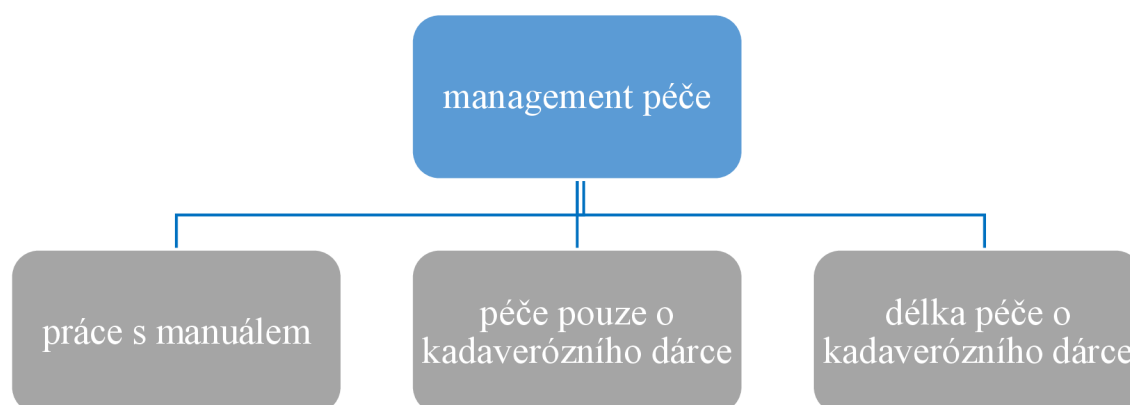 management péče
práce s manuálem
péče pouze o
kadaverózního dárce
délka péče o
kadaverózního dárce